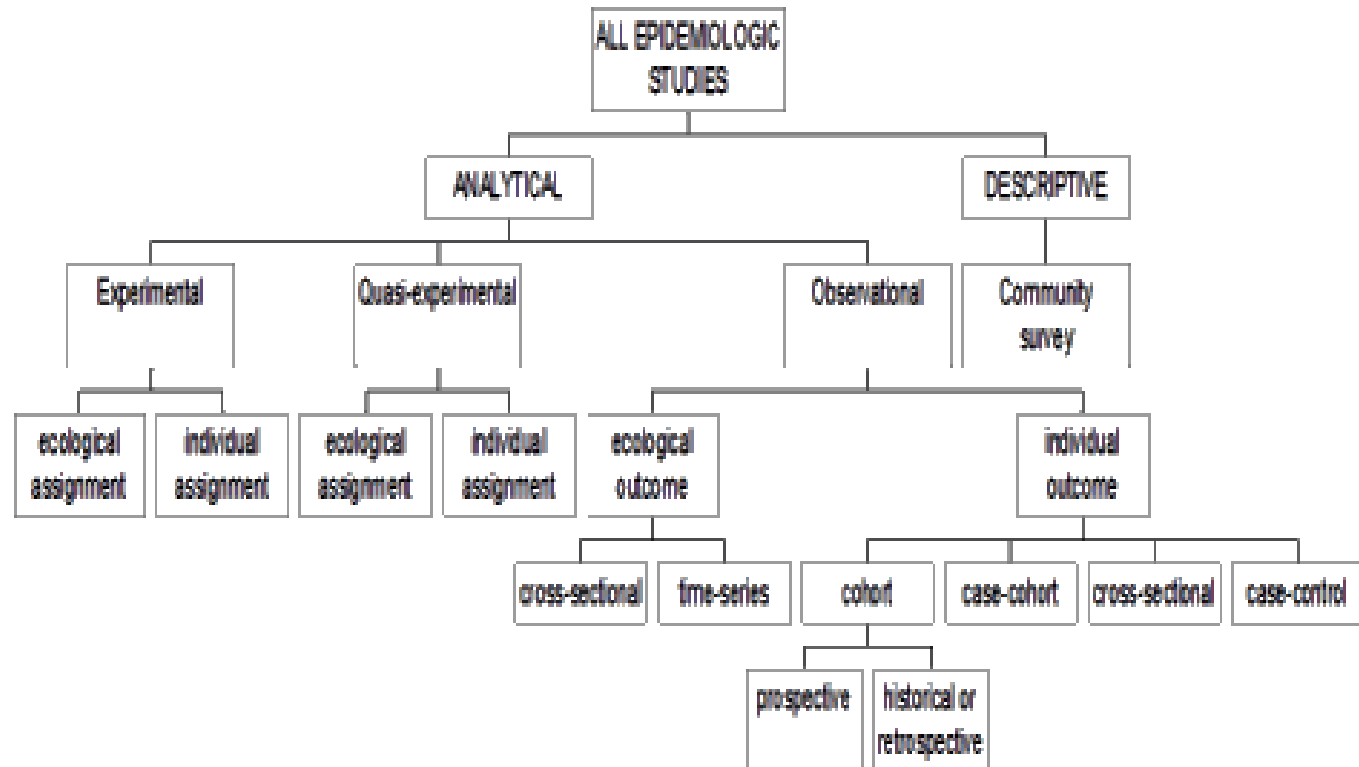 ALL EPIDEMIOLOGIC
STUDIES
ANALYTICAL
DESCRIPTIVE
Experimental
Quasi-experimental
Observational
Community
survey
ecological
assignment
individual
assignment
ecological
assignment
individual
assignment
ecological
outcome
individual
outcome
cross-sectional
time-series
cohort
case-cohort
cross-sectional
case-control
prospective
historical or
retrospective